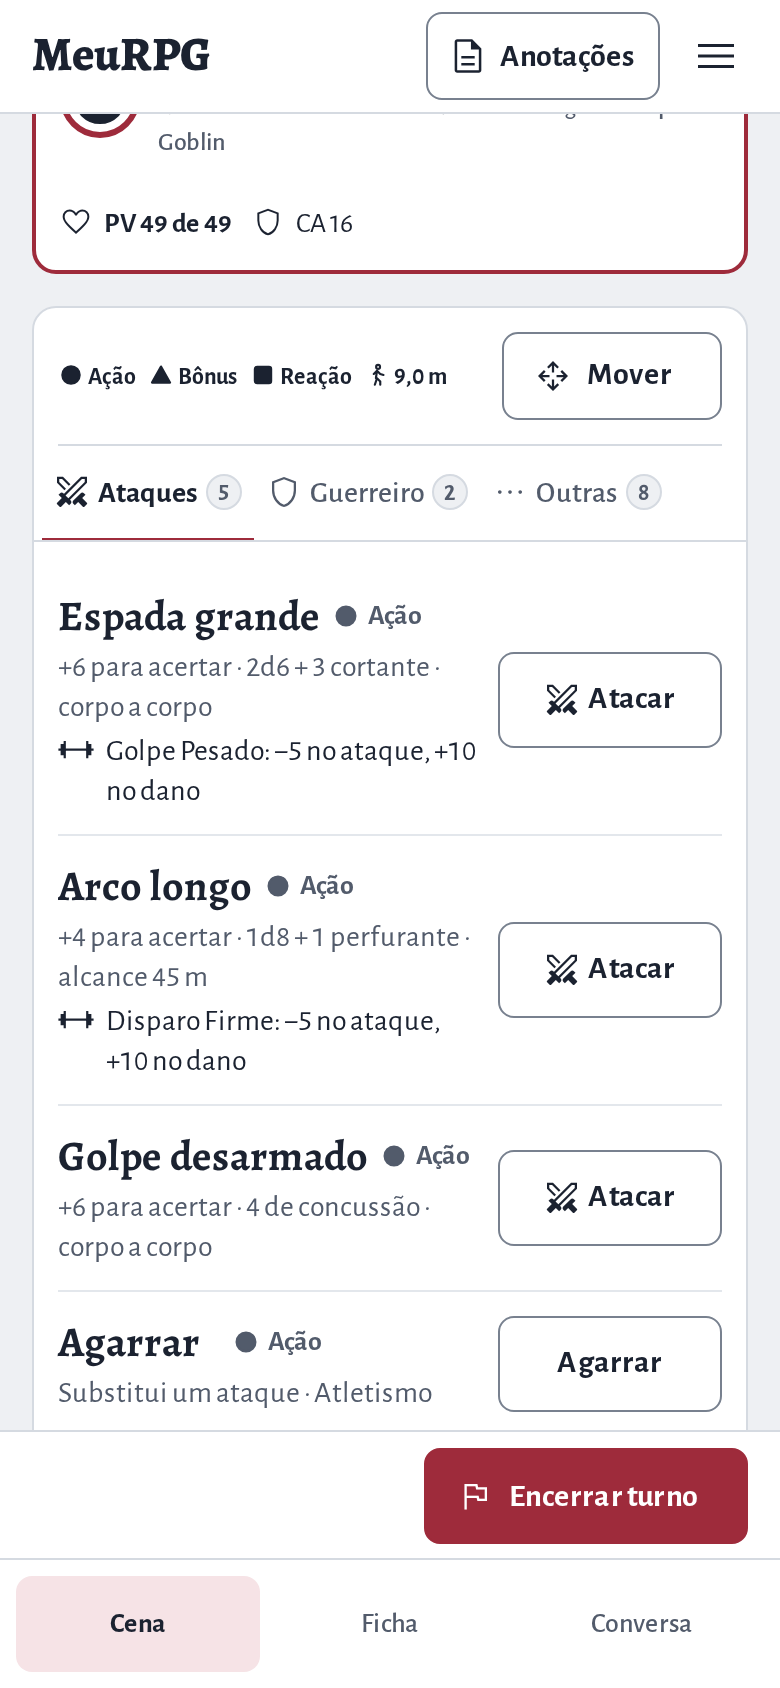 MeuRPG
Anotações
Goblin
PV 49 de 49
CA 16
Ação
Bônus
Reação
9,0 m
Mover
Ataques 5
Guerreiro 2
Outras 8
Espada grande
Ação
+6 para acertar · 2d6 + 3 cortante ·
corpo a corpo
Golpe Pesado: −5 no ataque, +10
no dano
Atacar
Arco longo
Ação
+4 para acertar · 1d8 + 1 perfurante ·
alcance 45 m
Disparo Firme: −5 no ataque,
+10 no dano
Atacar
Golpe desarmado
Ação
+6 para acertar · 4 de concussão ·
corpo a corpo
Atacar
Agarrar
Ação
Substitui um ataque · Atletismo
Agarrar
Encerrar turno
Cena
Ficha
Conversa